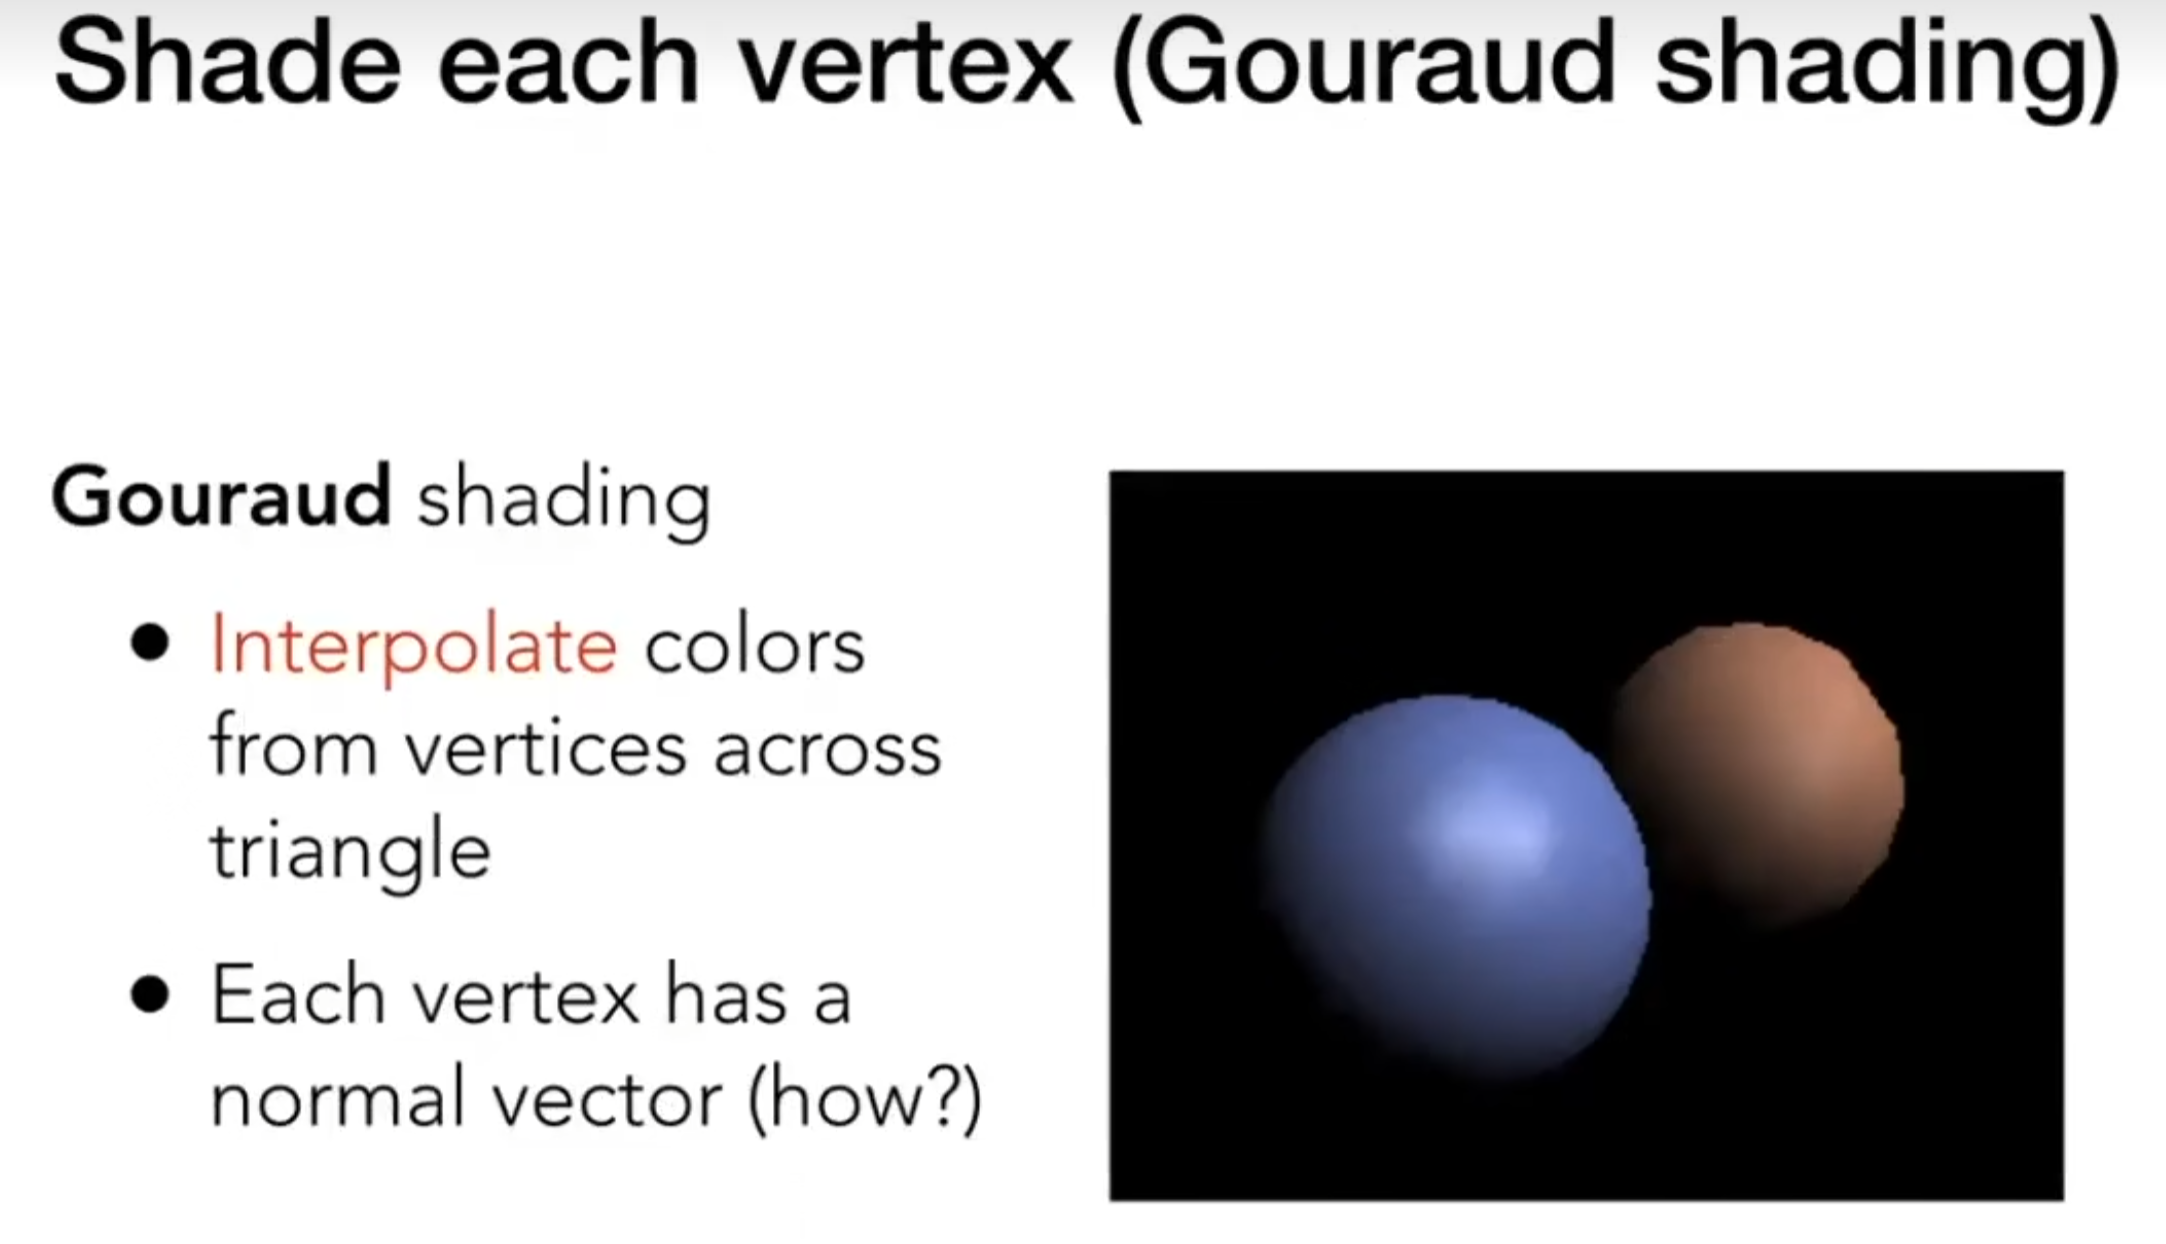 Shade each vertex (Gouraud shading)
Gouraud shading
● Interpolate colors
from vertices across
triangle
● Each vertex has a
normal vector (how?)